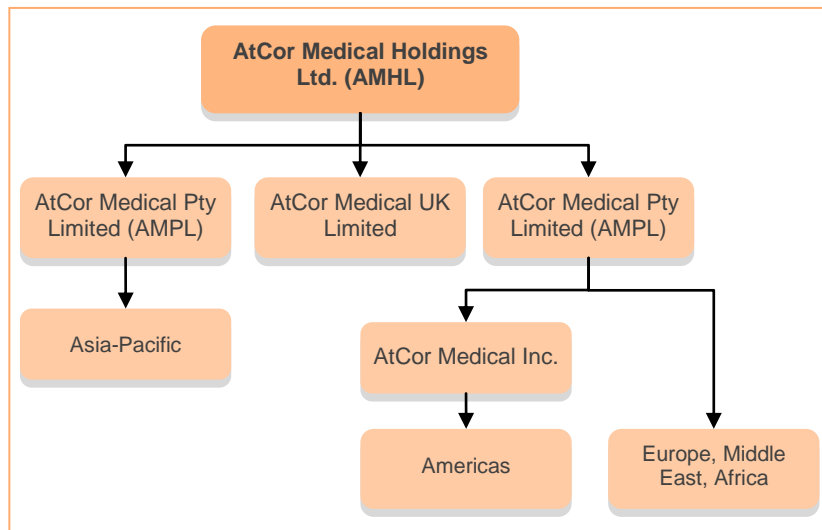 AtCor Medical Holdings
Ltd. (AMHL)
AtCor Medical Pty
Limited (AMPL)
AtCor Medical UK
Limited
AtCor Medical Pty
Limited (AMPL)
Asia-Pacific
AtCor Medical Inc.
Americas
Europe, Middle
East, Africa